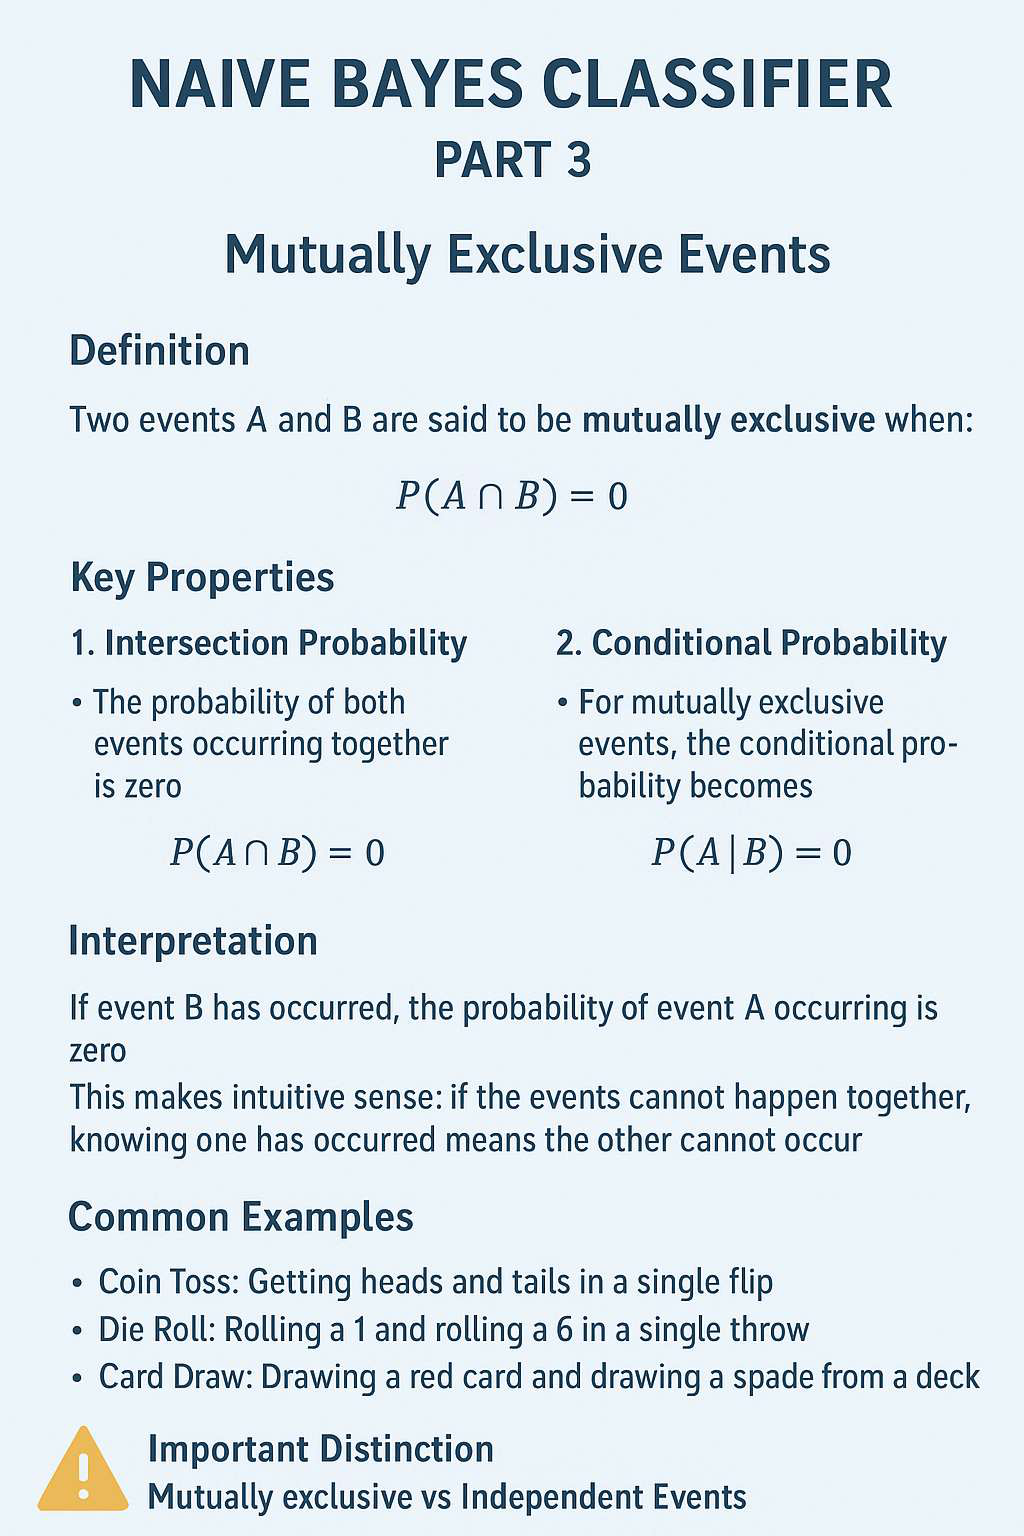 NAIVE BAYES CLASSIFIER
PART 3
Mutually Exclusive Events
Definition
Two events A and B are said to be mutually exclusive when:
P(A ∩ B) = 0
Key Properties
1. Intersection Probability
• The probability of both
events occurring together
is zero
P(A ∩ B) = 0
2. Conditional Probability
• For mutually exclusive
events, the conditional pro-
bability becomes
P(A | B) = 0
Interpretation
If event B has occurred, the probability of event A occurring is
zero
This makes intuitive sense: if the events cannot happen together,
knowing one has occurred means the other cannot occur
Common Examples
• Coin Toss: Getting heads and tails in a single flip
• Die Roll: Rolling a 1 and rolling a 6 in a single throw
• Card Draw: Drawing a red card and drawing a spade from a deck
Important Distinction
Mutually exclusive vs Independent Events